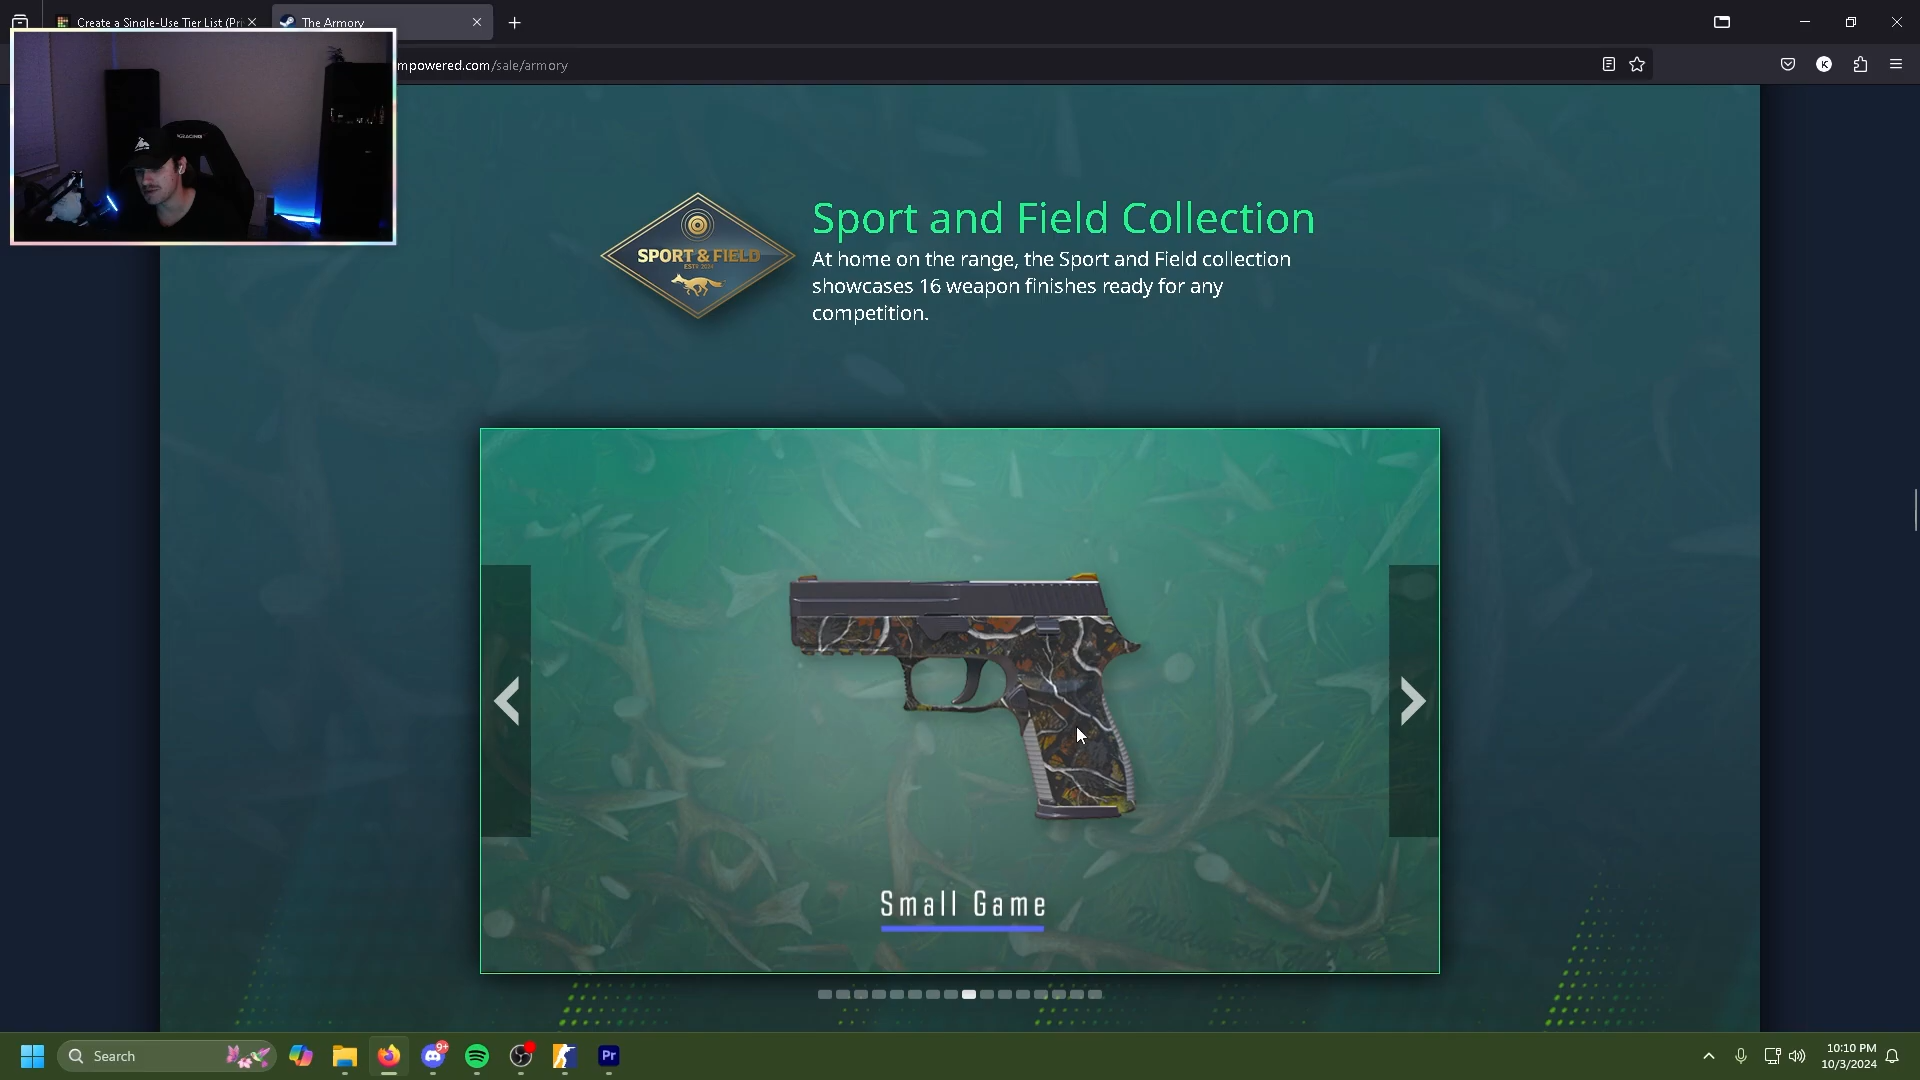 Create a Single-Use Tier List (Pri
The Armory
mpowered.com/sale/armory
K
SPORT & FIELD
ESTD 2024
Sport and Field Collection
At home on the range, the Sport and Field collection
showcases 16 weapon finishes ready for any
competition.
Small Game
Search
9+
Pr
10:10 PM
10/3/2024